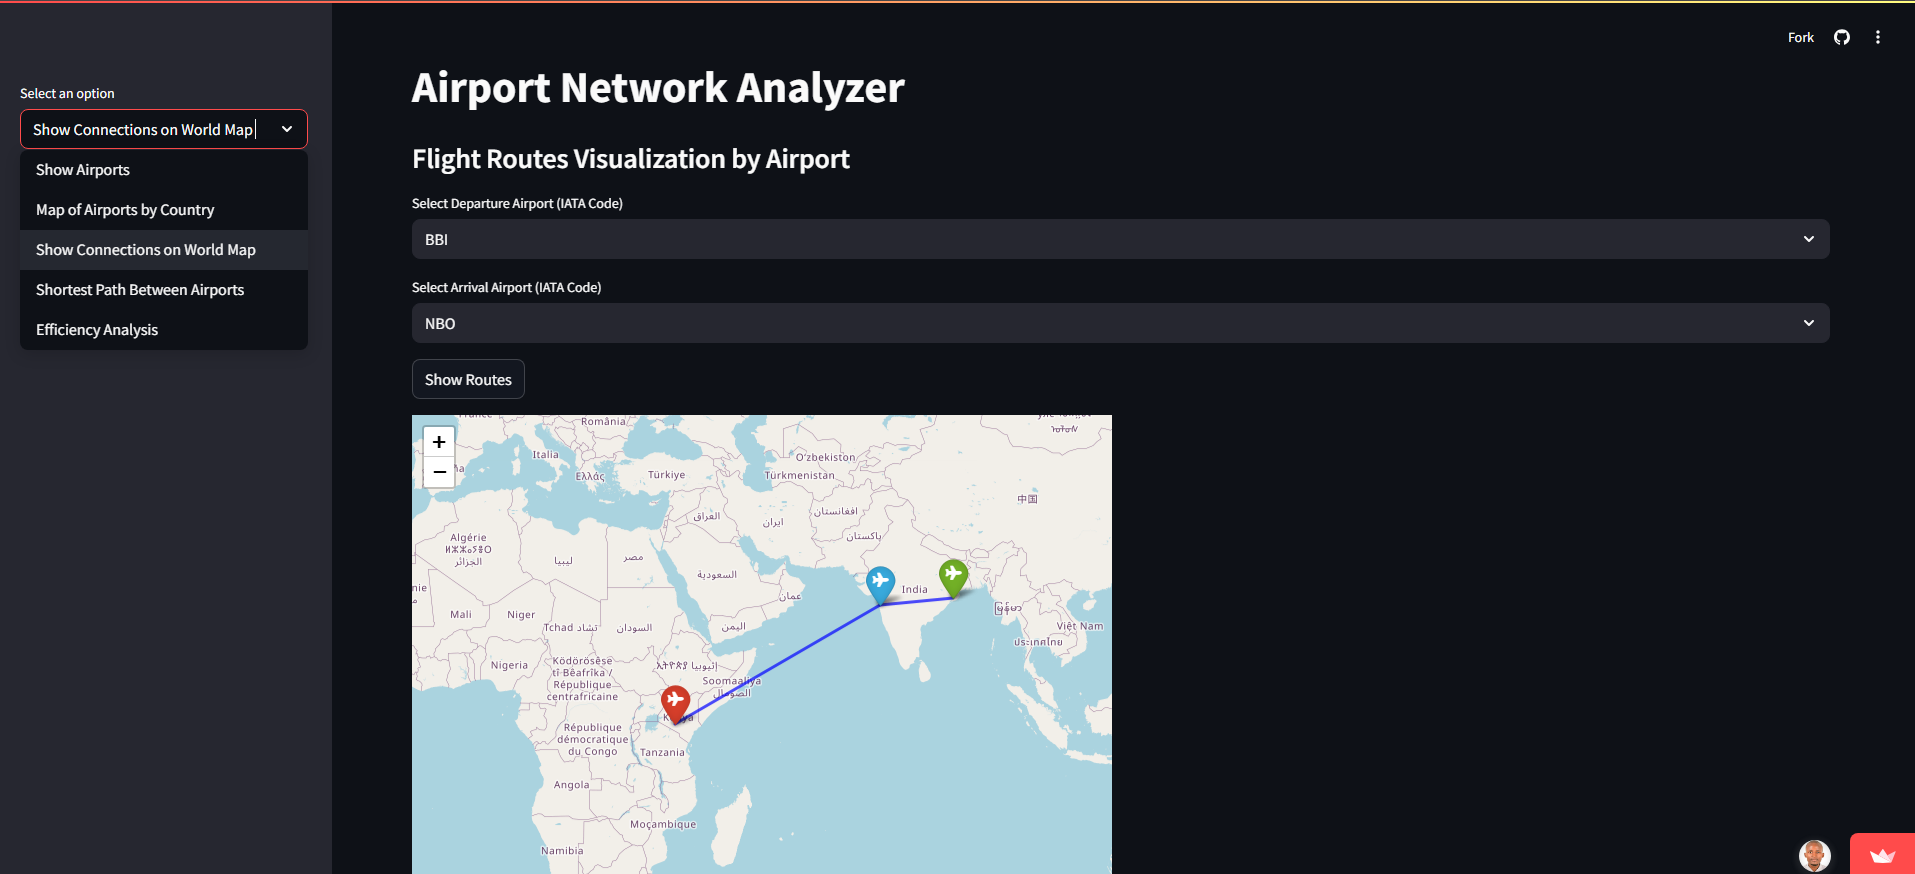 Fork
Select an option
Show Connections on World Map
Show Airports
Map of Airports by Country
Show Connections on World Map
Shortest Path Between Airports
Efficiency Analysis
Airport Network Analyzer
Flight Routes Visualization by Airport
Select Departure Airport (IATA Code)
BBI
Select Arrival Airport (IATA Code)
NBO
Show Routes
+
−
România
Italia
Ελλάς
Türkiye
O'zbekiston
Türkmenistan
中国
افغانستان
العراق
ایران
پاکستان
Algérie
ⵍⵣⵣⴰⵢⴻⵔ
الجزائر
ليبيا
مصر
السعودية
عمان
India
Mali
Niger
Tchad تشاد
السودان
اليمن
Việt Nam
ประเทศไทย
Nigeria
Ködörösêse
tî Bêafrîka /
République
centrafricaine
ኢትዮጵያ إثيوبيا
Soomaaliya
الصومال
République
démocratique
du Congo
Tanzania
Angola
Moçambique
Namibia